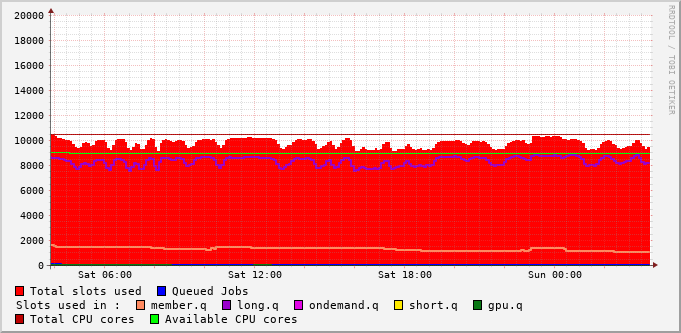 20000
18000
16000
14000
12000
10000
8000
6000
4000
2000
0
Sat 06:00 Sat 12:00 Sat 18:00 Sun 00:00
RRDTOOL / TOBI OETIKER
Total slots used Queued Jobs
Slots used in : member.q long.q ondemand.q short.q gpu.q
Total CPU cores Available CPU cores